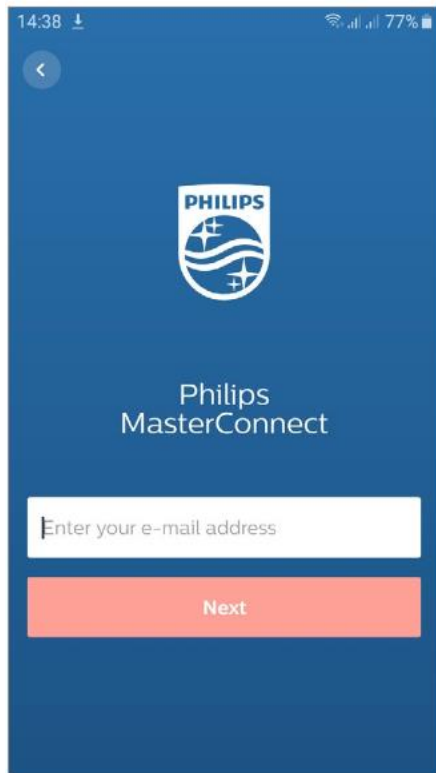 14:38 77%
PHILIPS
Philips
MasterConnect
Enter your e-mail address
Next